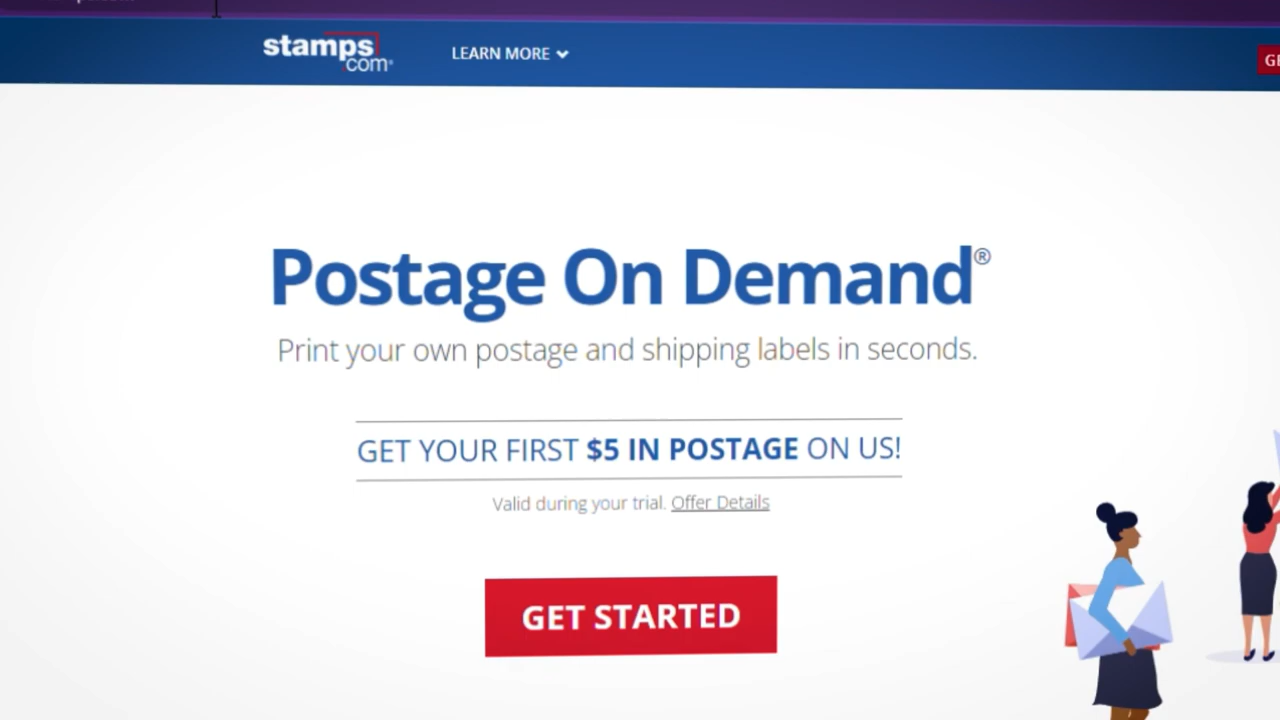 stamps
.com®
LEARN MORE
Postage On Demand®
Print your own postage and shipping labels in seconds.
GET YOUR FIRST $5 IN POSTAGE ON US!
Valid during your trial. Offer Details
GET STARTED